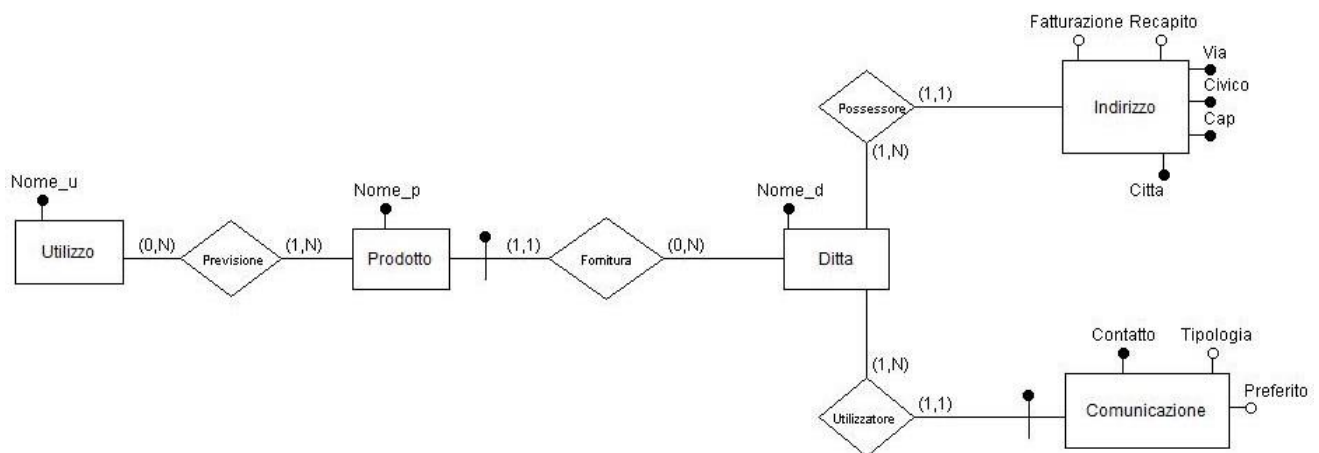 Fatturazione Recapito
Via
Civico
Cap
Citta
Indirizzo
Possessore
(1,1)
(1,N)
Nome_u
Utilizzo
(0,N)
Previsione
(1,N)
Nome_p
Prodotto
(1,1)
Fornitura
(0,N)
Nome_d
Ditta
(1,N)
Utilizzatore
(1,1)
Contatto
Tipologia
Preferito
Comunicazione